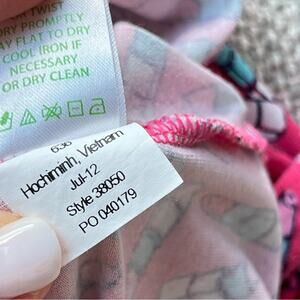 OR TWIST
DRY PROMPTLY
LAY FLAT TO DRY
COOL IRON IF
NECESSARY
OR DRY CLEAN
Hochiminh, Vietnam
Jul-12
Style 38050
PO 040179